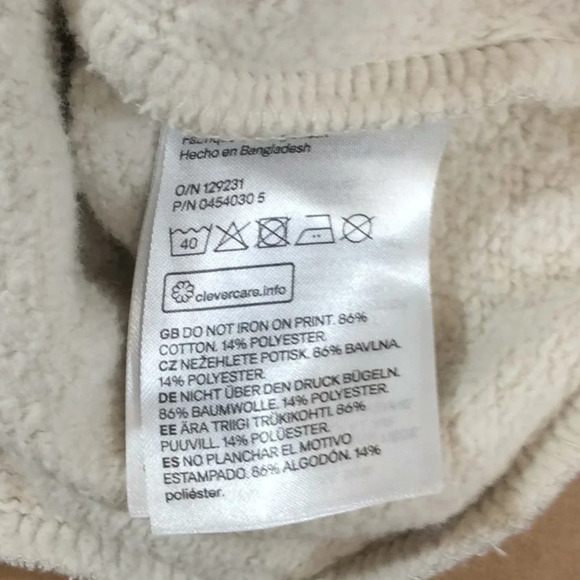 Hecho en Bangladesh
O/N 129231
P/N 0454030 5
40
clevercare.info
GB DO NOT IRON ON PRINT. 86%
COTTON. 14% POLYESTER.
CZ NEŽEHLETE POTISK. 86% BAVLNA.
14% POLYESTER.
DE NICHT ÜBER DEN DRUCK BÜGELN.
86% BAUMWOLLE. 14% POLYESTER.
EE ÄRA TRIIGI TRÜKIKOHTI. 86%
PUUVILL. 14% POLÜESTER.
ES NO PLANCHAR EL MOTIVO
ESTAMPADO. 86% ALGODÓN. 14%
poliéster.